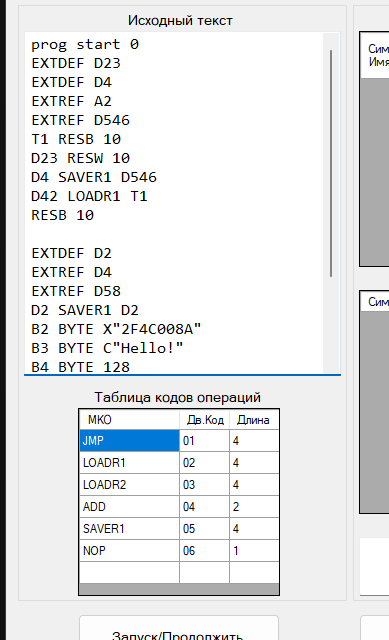 Исходный текст
prog start 0
EXTDEF D23
EXTDEF D4
EXTREF A2
EXTREF D546
T1 RESB 10
D23 RESW 10
D4 SAVER1 D546
D42 LOADR1 T1
RESB 10

EXTDEF D2
EXTREF D4
EXTREF D58
D2 SAVER1 D2
B2 BYTE X"2F4C008A"
B3 BYTE C"Hello!"
B4 BYTE 128
Таблица кодов операций
МКО Дв.Код Длина
JMP 01 4
LOADR1 02 4
LOADR2 03 4
ADD 04 2
SAVER1 05 4
NOP 06 1
Запуск/Продолжить
Сим
Имя
Сим